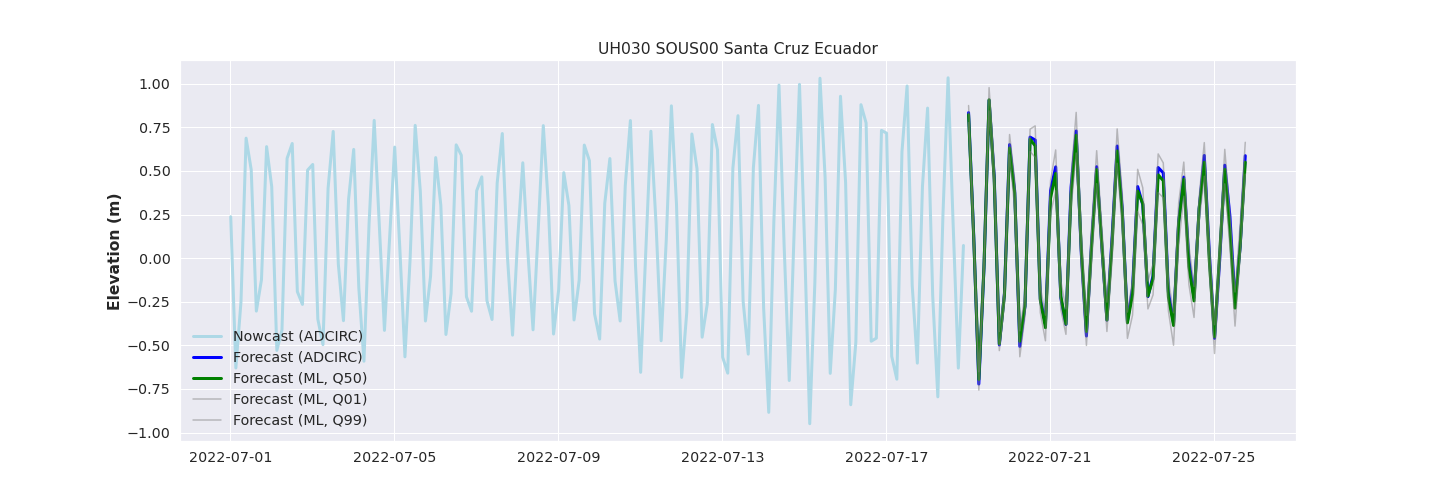 UH030 SOUS00 Santa Cruz Ecuador
Elevation (m)
1.00
0.75
0.50
0.25
0.00
−0.25
−0.50
−0.75
−1.00
Nowcast (ADCIRC)
Forecast (ADCIRC)
Forecast (ML, Q50)
Forecast (ML, Q01)
Forecast (ML, Q99)
2022-07-01 2022-07-05 2022-07-09 2022-07-13 2022-07-17 2022-07-21 2022-07-25